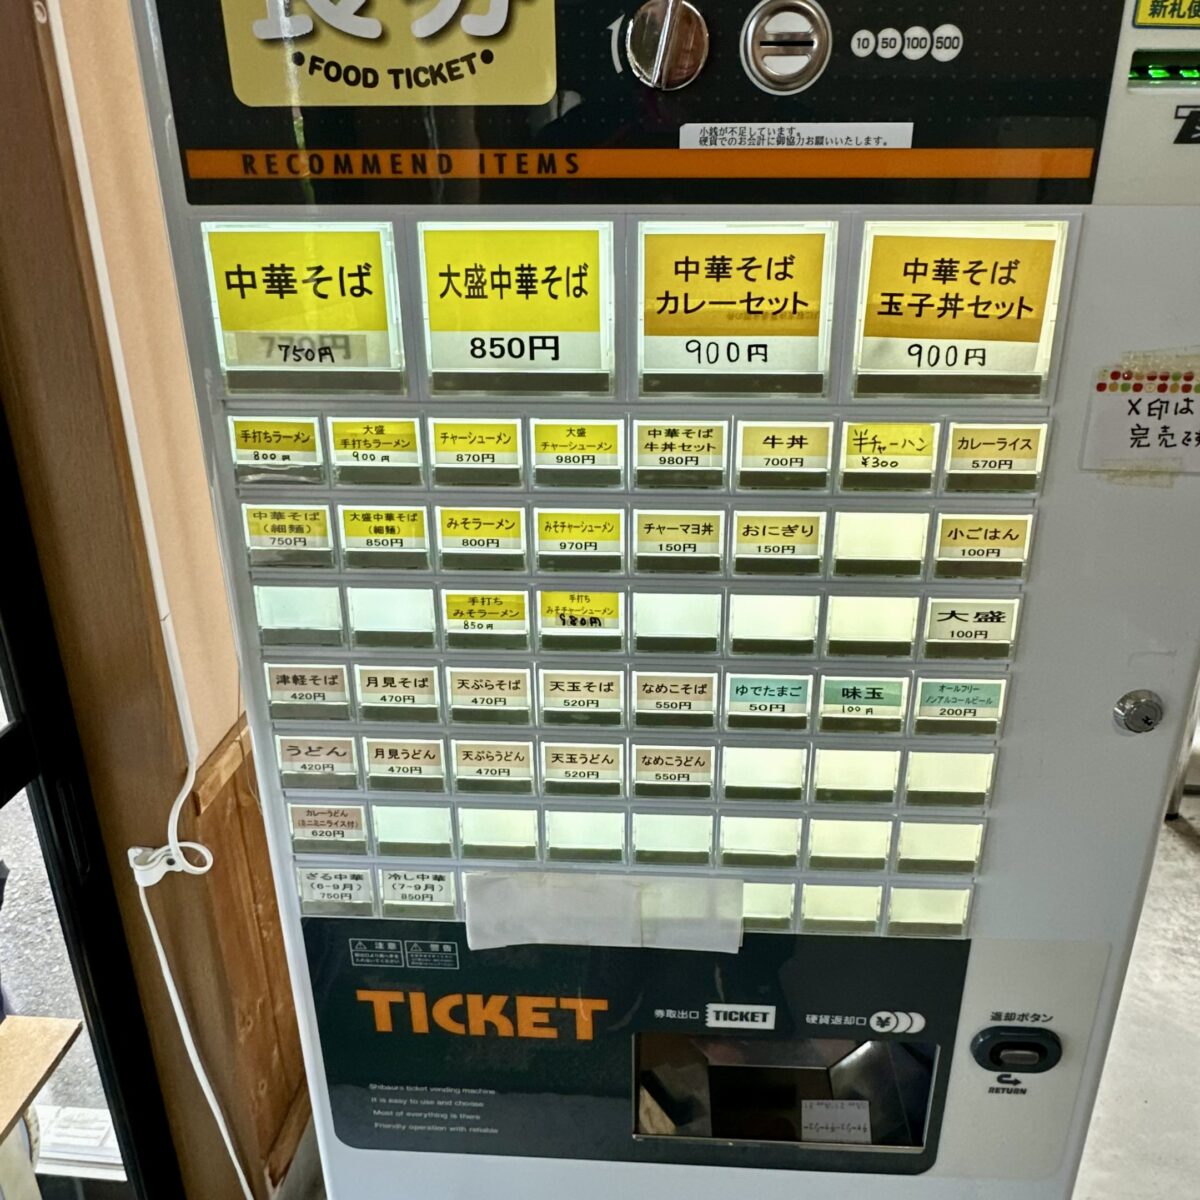 食券
•FOOD TICKET•
10 50 100 500
新札
小銭が不足しています。
硬貨でのお会計に御協力お願いいたします。
RECOMMEND ITEMS
中華そば
750円
大盛中華そば
850円
中華そば
カレーセット
900円
中華そば
玉子丼セット
900円
X印は
完売です
手打ちラーメン
800円
大盛
手打ちラーメン
900円
チャーシューメン
870円
大盛
チャーシューメン
980円
中華そば
牛丼セット
980円
牛丼
700円
半チャーハン
¥300
カレーライス
570円
中華そば
(細麺)
750円
大盛中華そば
(細麺)
850円
みそラーメン
800円
みそチャーシューメン
970円
チャーマヨ丼
150円
おにぎり
150円
小ごはん
100円
手打ち
みそラーメン
850円
手打ち
みそチャーシューメン
980円
大盛
100円
津軽そば
420円
月見そば
470円
天ぷらそば
470円
天玉そば
520円
なめこそば
550円
ゆでたまご
50円
味玉
100円
オールフリー
ノンアルコールビール
200円
うどん
420円
月見うどん
470円
天ぷらうどん
470円
天玉うどん
520円
なめこうどん
550円
カレーうどん
(ミニミニライス付)
620円
ざる中華
(6-9月)
750円
冷し中華
(7-9月)
850円
注意
警告
TICKET
券取出口
TICKET
硬貨返却口
¥
返却ボタン
RETURN
Shibaura ticket vending machine
It is easy to use and choose
Most of everything is there
Friendly operation with reliable